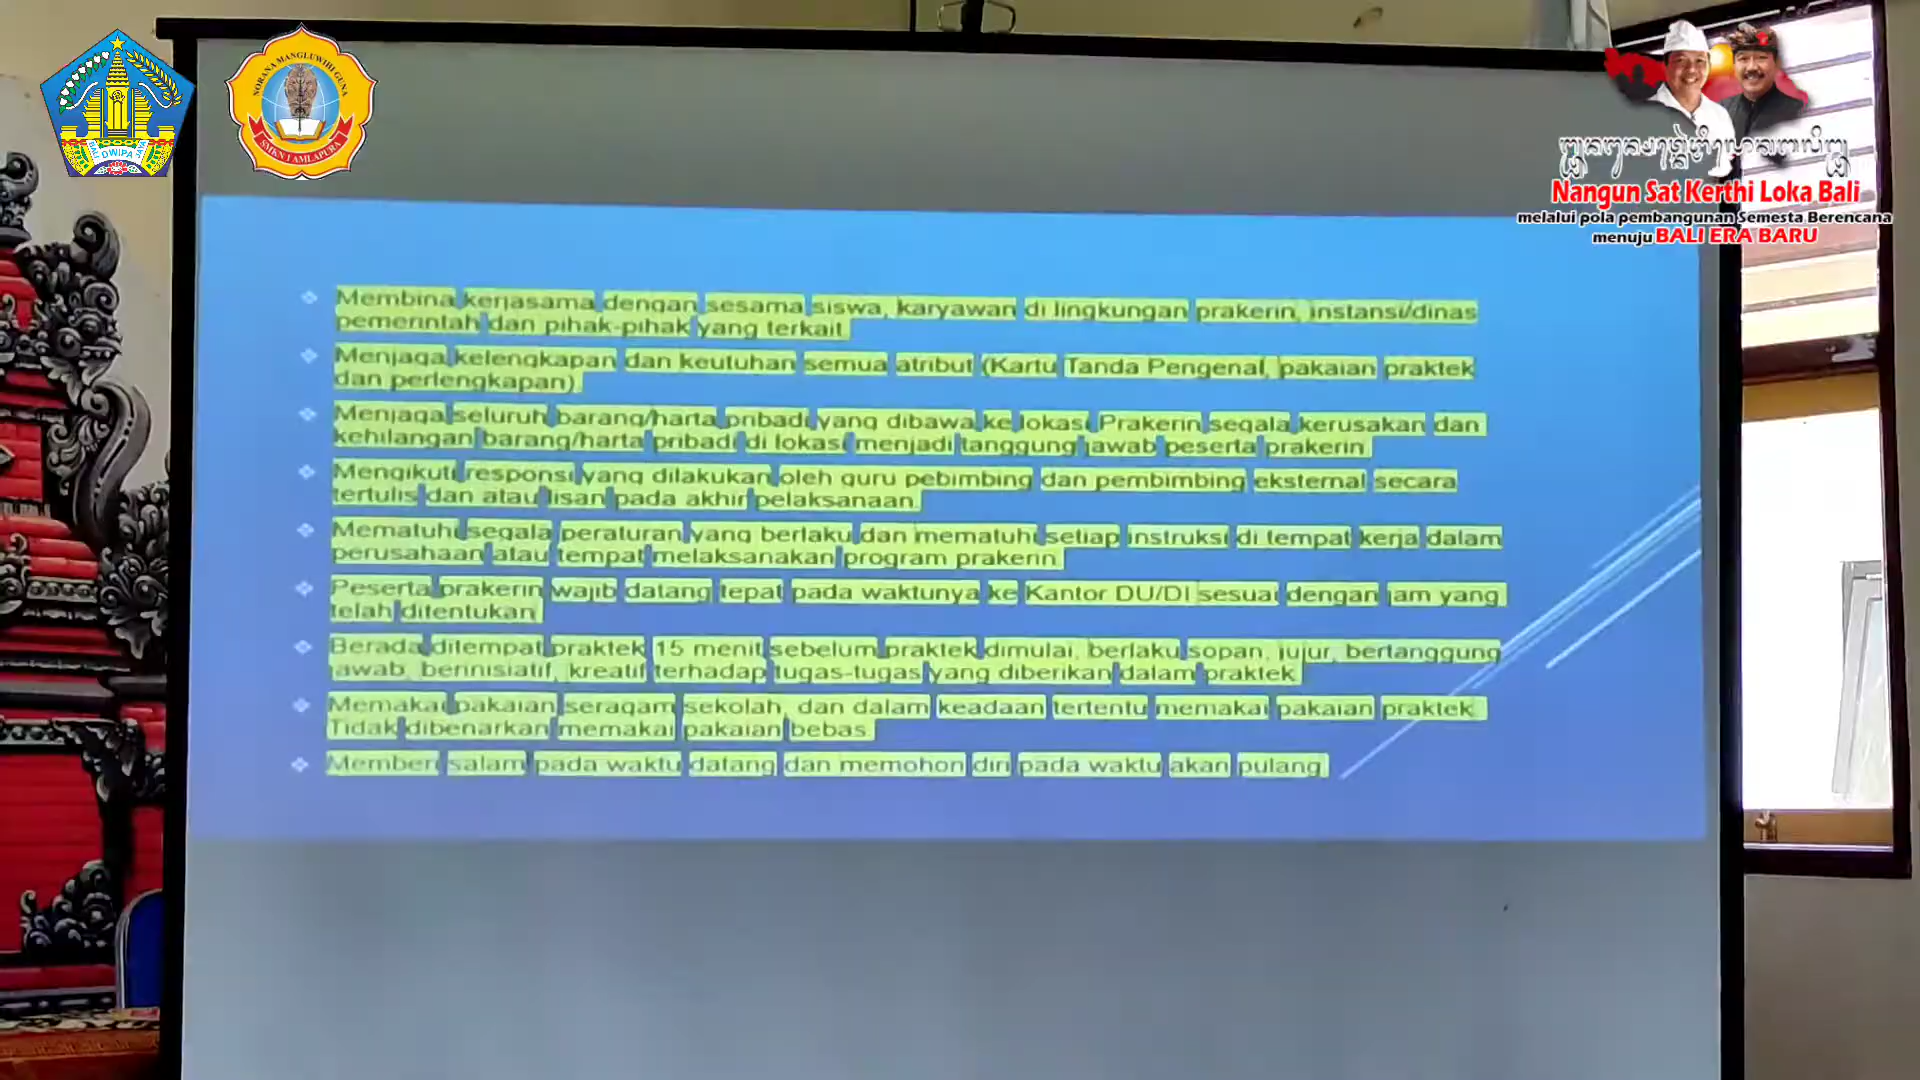 BALI DWIPA JAYA
NORANA MANGLUWIHI GUNA
SMKN 1 AMLAPURA
Nangun Sat Kerthi Loka Bali
melalui pola pembangunan Semesta Berencana
menuju BALI ERA BARU
Membina kerjasama dengan sesama siswa, karyawan di lingkungan prakerin, instansi/dinas
pemerintah dan pihak-pihak yang terkait.
Menjaga kelengkapan dan keutuhan semua atribut (Kartu Tanda Pengenal, pakaian praktek
dan perlengkapan).
Menjaga seluruh barang/harta pribadi yang dibawa ke lokasi Prakerin segala kerusakan dan
kehilangan barang/harta pribadi di lokasi menjadi tanggung jawab peserta prakerin.
Mengikuti responsi yang dilakukan oleh guru pebimbing dan pembimbing eksternal secara
tertulis dan atau lisan pada akhir pelaksanaan.
Mematuhi segala peraturan yang berlaku dan mematuhi setiap instruksi di tempat kerja dalam
perusahaan atau tempat melaksanakan program prakerin.
Peserta prakerin wajib datang tepat pada waktunya ke Kantor DU/DI sesuai dengan jam yang
telah ditentukan.
Berada ditempat praktek 15 menit sebelum praktek dimulai, berlaku sopan, jujur, bertanggung
jawab, berinisiatif, kreatif terhadap tugas-tugas yang diberikan dalam praktek.
Memakai pakaian seragam sekolah, dan dalam keadaan tertentu memakai pakaian praktek.
Tidak dibenarkan memakai pakaian bebas.
Memberi salam pada waktu datang dan memohon diri pada waktu akan pulang.